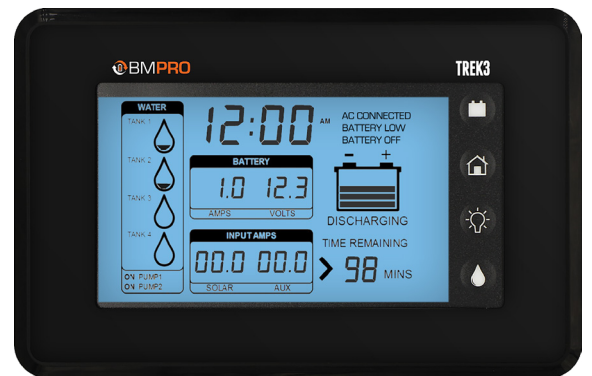 BMPRO
TREK3
WATER
TANK 1
TANK 2
TANK 3
TANK 4
ON PUMP1
ON PUMP2
12:00 AM
BATTERY
1.0 12.3
AMPS VOLTS
INPUT AMPS
00.0 00.0
SOLAR AUX
AC CONNECTED
BATTERY LOW
BATTERY OFF
- +
DISCHARGING
TIME REMAINING
> 98 MINS